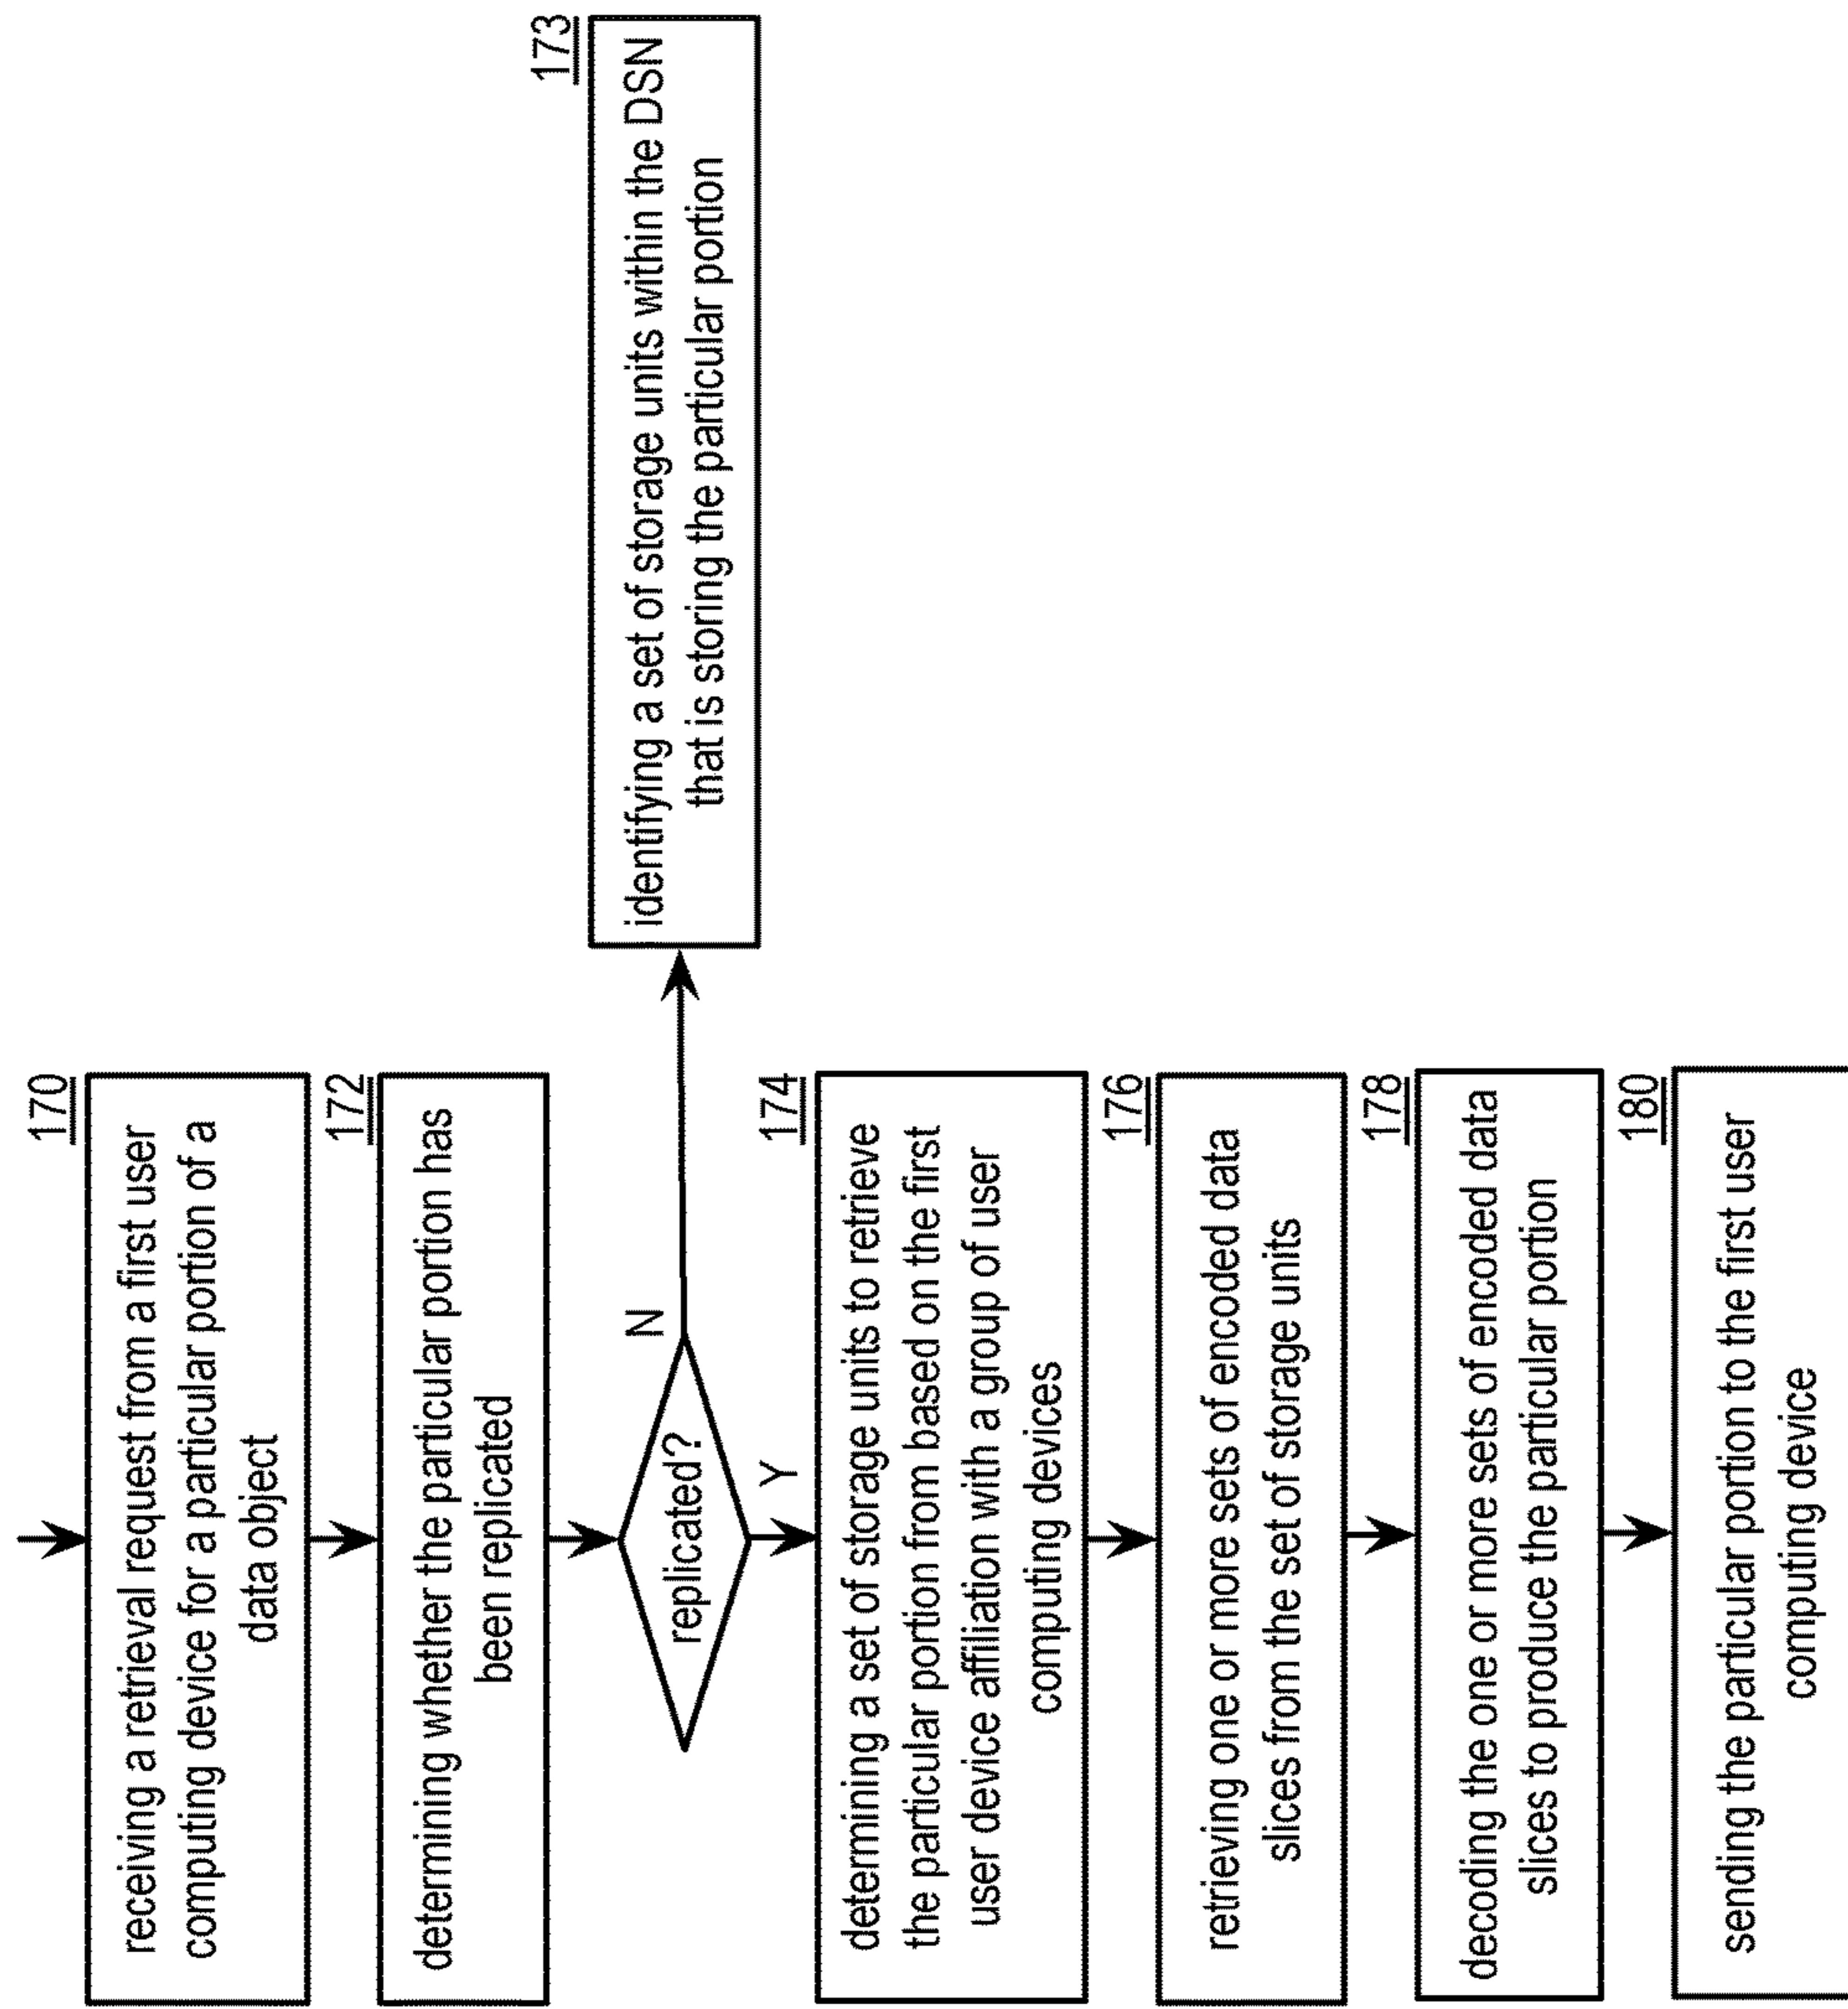 170
receiving a retrieval request from a first user
computing device for a particular portion of a
data object
172
determining whether the particular portion has
been replicated
replicated?
N
173
identifying a set of storage units within the DSN
that is storing the particular portion
Y
174
determining a set of storage units to retrieve
the particular portion from based on the first
user device affiliation with a group of user
computing devices
176
retrieving one or more sets of encoded data
slices from the set of storage units
178
decoding the one or more sets of encoded data
slices to produce the particular portion
180
sending the particular portion to the first user
computing device